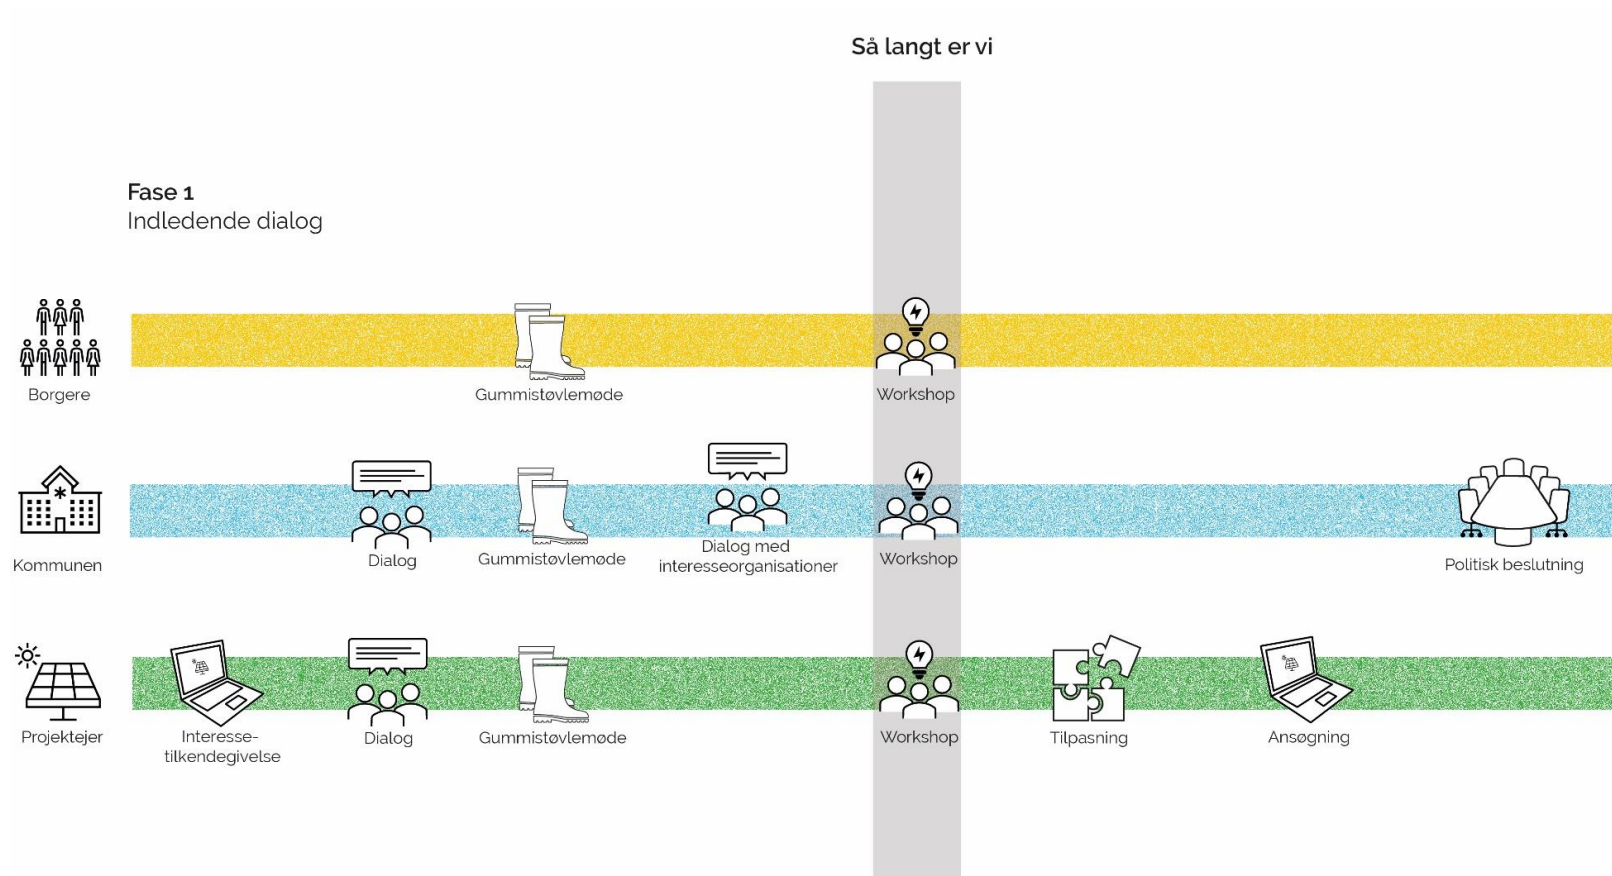 Så langt er vi
Fase 1
Indledende dialog
Borgere
Gummistøvlemøde
Workshop
Kommunen
Dialog
Gummistøvlemøde
Dialog med
interesseorganisationer
Workshop
Politisk beslutning
Projektejer
Interesse-
tilkendegivelse
Dialog
Gummistøvlemøde
Workshop
Tilpasning
Ansøgning